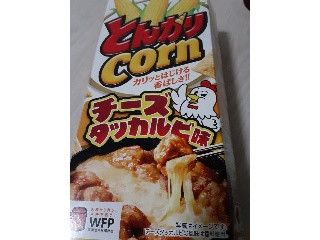 とんがり
corn
カリッとはじける
香ばしさ!!
チーズ
タッカルビ味
WFP